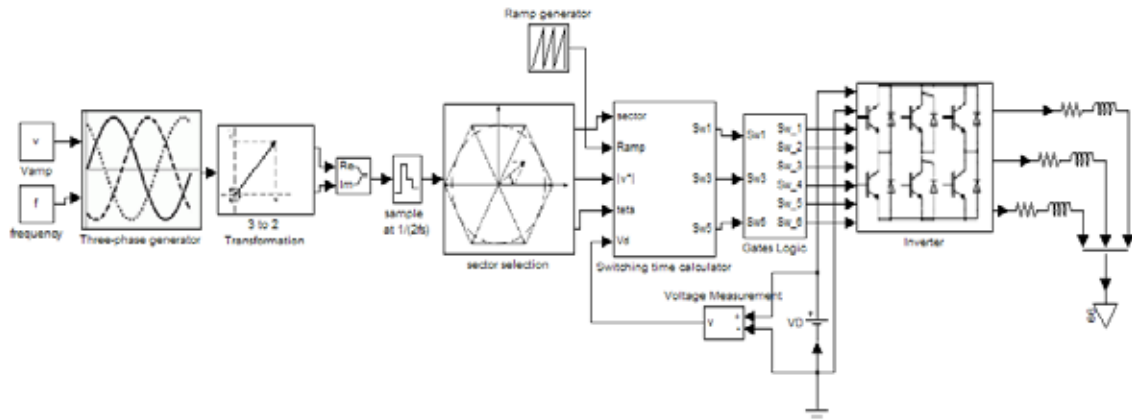 Ramp generator
v
Vamp
f
frequency
Three-phase generator
3 to 2
Transformation
Re
Im
sample
at 1/(2fs)
sector selection
sector
Ramp
|v*|
teta
Vd
Sw1
Sw3
Sw5
Switching time calculator
Sw1
Sw3
Sw5
Sw_1
Sw_2
Sw_3
Sw_4
Sw_5
Sw_6
Gates Logic
Inverter
Voltage Measurement
v
+
-
VD
+